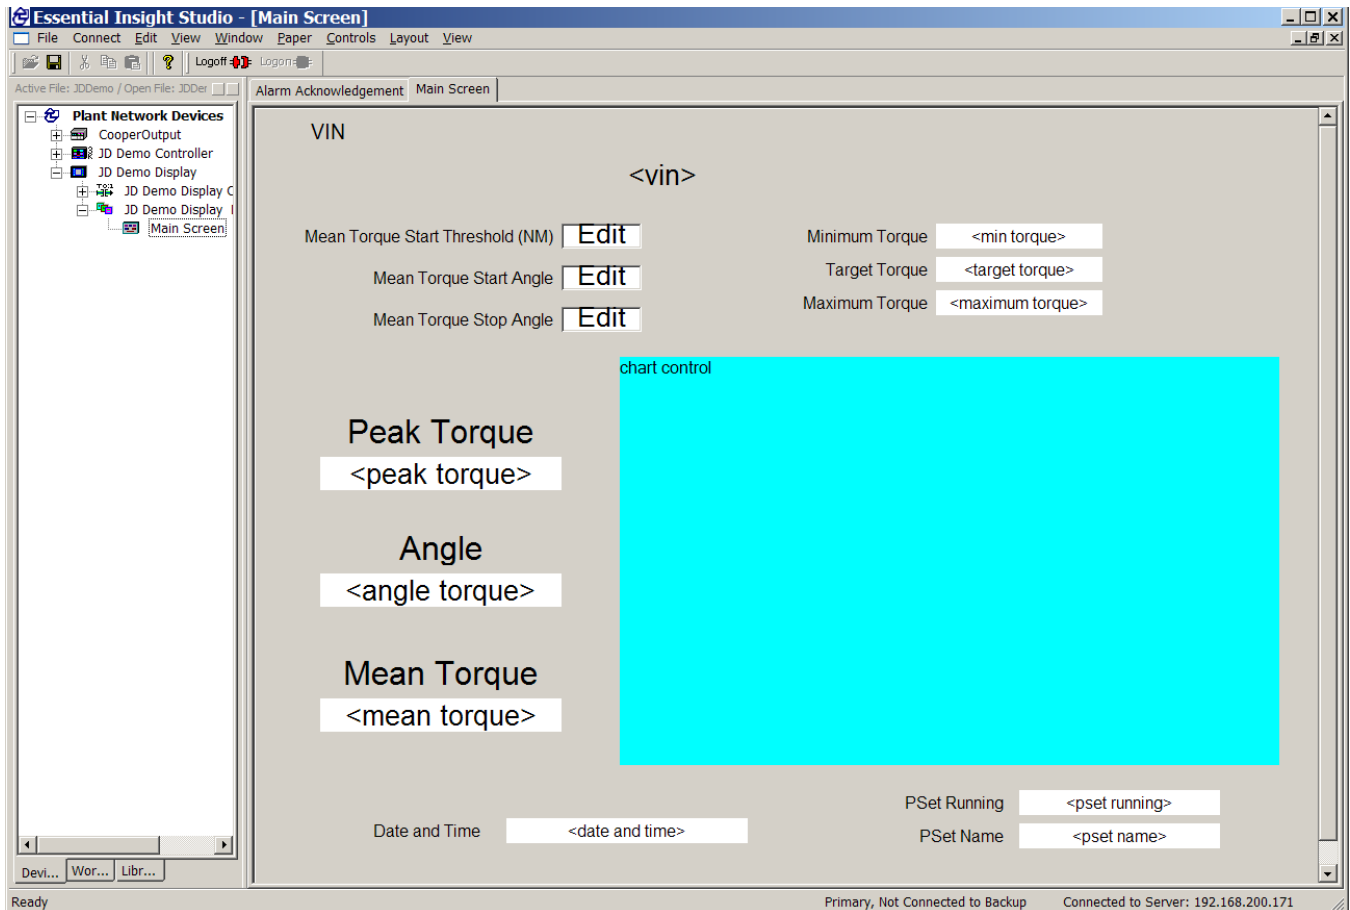 Essential Insight Studio - [Main Screen]
File Connect Edit View Window Paper Controls Layout View
Logoff Logon
Active File: JDDemo / Open File: JDDer
Alarm Acknowledgement Main Screen
Plant Network Devices
CooperOutput
JD Demo Controller
JD Demo Display
JD Demo Display C
JD Demo Display
Main Screen
VIN
<vin>
Mean Torque Start Threshold (NM) Edit
Mean Torque Start Angle Edit
Mean Torque Stop Angle Edit
Minimum Torque <min torque>
Target Torque <target torque>
Maximum Torque <maximum torque>
chart control
Peak Torque
<peak torque>
Angle
<angle torque>
Mean Torque
<mean torque>
Date and Time <date and time>
PSet Running <pset running>
PSet Name <pset name>
Devi... Wor... Libr...
Ready
Primary, Not Connected to Backup Connected to Server: 192.168.200.171